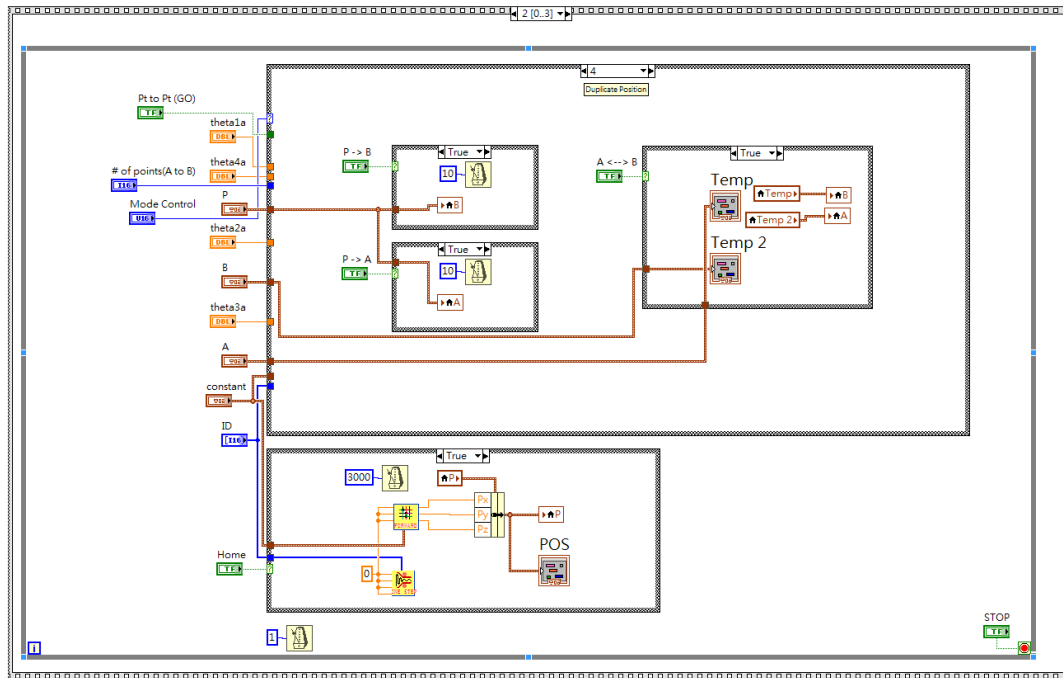 2 [0..3]
4
Duplicate Position
Pt to Pt (GO)
TF
theta1a
DBL
theta4a
DBL
# of points(A to B)
I16
P
Mode Control
U16
theta2a
DBL
B
theta3a
DBL
A
constant
ID
I16
P -> B
TF
True
10
B
P -> A
TF
True
10
A
A <--> B
TF
True
Temp
Temp
B
Temp 2
A
Temp 2
True
3000
P
Px
Py
Pz
FORWARD
P
POS
Home
TF
0
1
i
STOP
TF